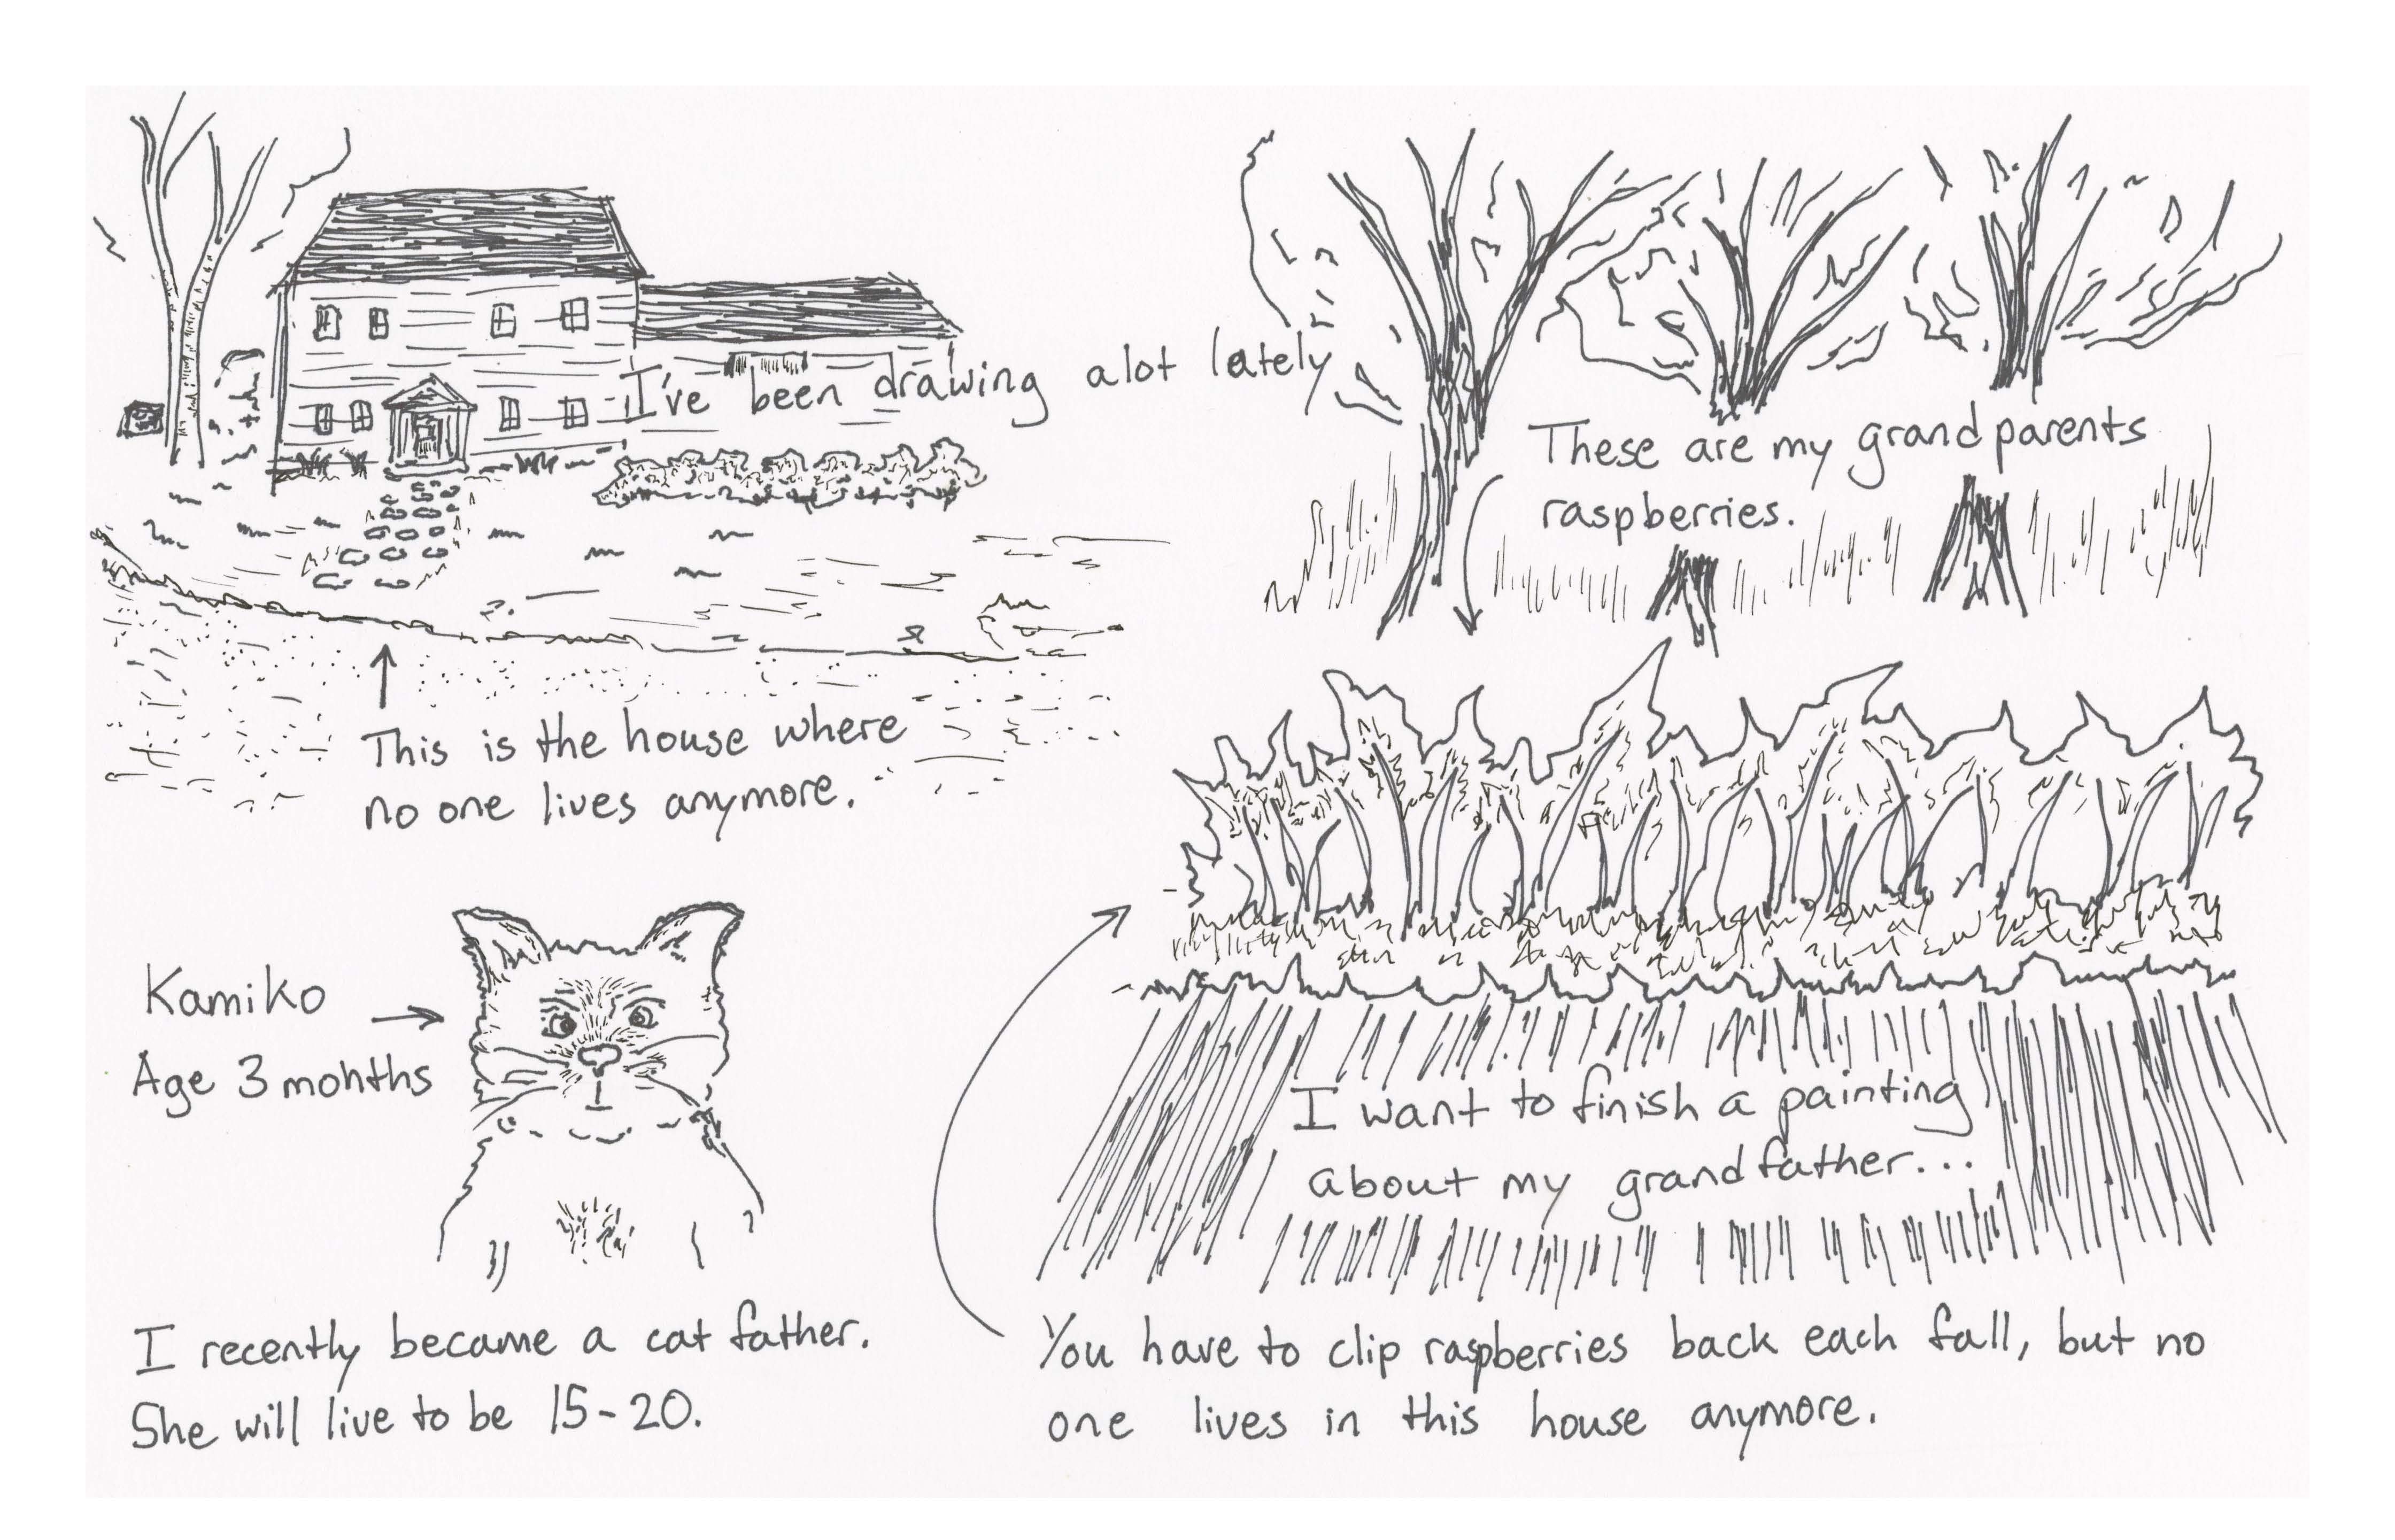 I've been drawing alot lately
These are my grandparents
raspberries.
This is the house where
no one lives anymore.
Kamiko
Age 3 months
I recently became a cat father.
She will live to be 15-20.
I want to finish a painting
about my grandfather...
You have to clip raspberries back each fall, but no
one lives in this house anymore.